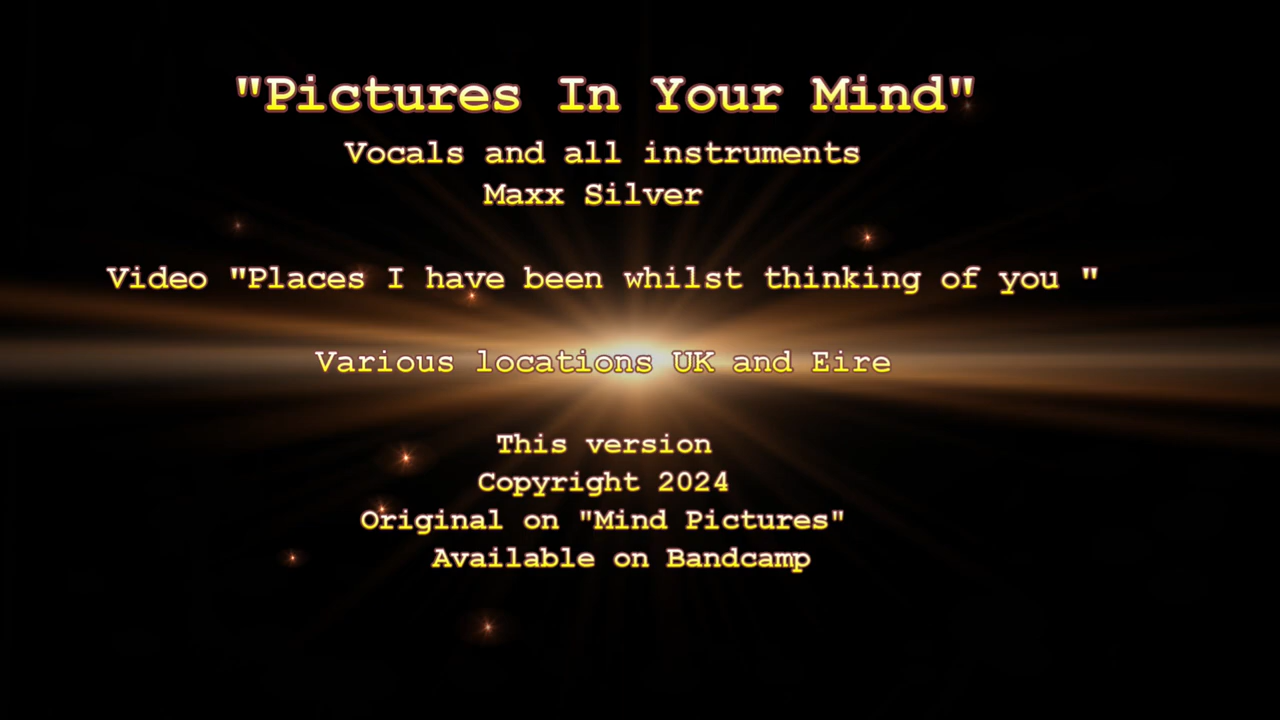 "Pictures In Your Mind"
Vocals and all instruments
Maxx Silver
Video "Places I have been whilst thinking of you "
Various locations UK and Eire
This version
Copyright 2024
Original on "Mind Pictures"
Available on Bandcamp